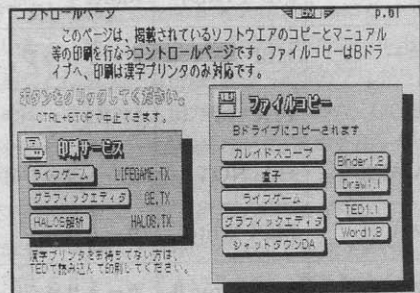 コントロールページ
MENU
p.01
このページは、掲載されているソフトウエアのコピーとマニュアル
等の印刷を行なうコントロールページです。ファイルコピーはBドラ
イブへ、印刷は漢字プリンタのみ対応です。
ボタンをクリックしてください。
CTRL+STOPで中止できます。
印刷サービス
ライフゲーム LIFEGAME.TX
グラフィックエディタ GE.TX
HALOS解析 HALOS.TX
漢字プリンタをお持ちでない方は、
TEDで読み込んで印刷してください。
ファイルコピー
Bドライブにコピーされます
カレイドスコープ
直子
ライフゲーム
グラフィックエディタ
シャットダウンDA
Binder1.2
Draw1.1
TED1.1